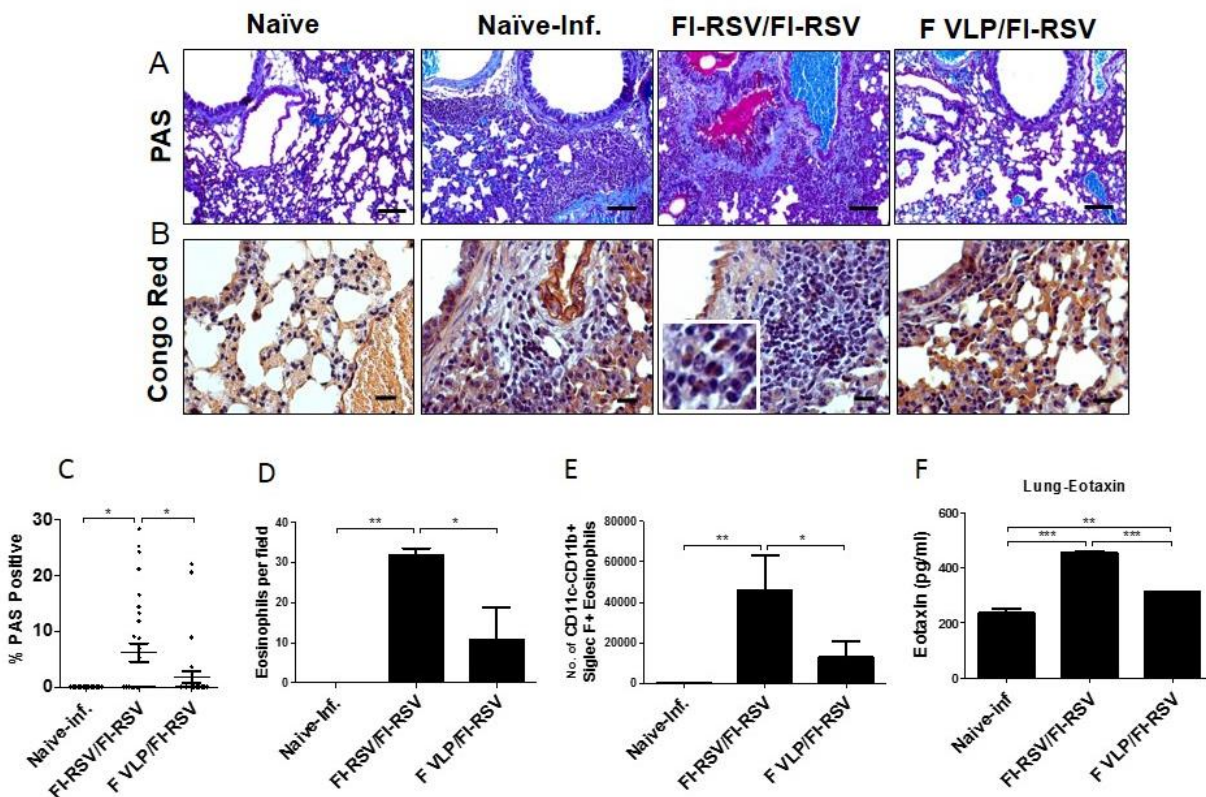 Naïve
Naïve-Inf.
FI-RSV/FI-RSV
F VLP/FI-RSV
A
PAS
B
Congo Red
C
% PAS Positive
30
20
10
0
*
*
Naïve-inf.
FI-RSV/FI-RSV
F VLP/FI-RSV
D
Eosinophils per field
40
30
20
10
0
**
*
Naïve-Inf.
FI-RSV/FI-RSV
F VLP/FI-RSV
E
No. of CD11c-CD11b+
Siglec F+ Eosinophils
80000
60000
40000
20000
0
**
*
Naïve-Inf.
FI-RSV/FI-RSV
F VLP/FI-RSV
F
Lung-Eotaxin
Eotaxin (pg/ml)
600
400
200
0
**
***
***
Naïve-inf
FI-RSV/FI-RSV
F VLP/FI-RSV